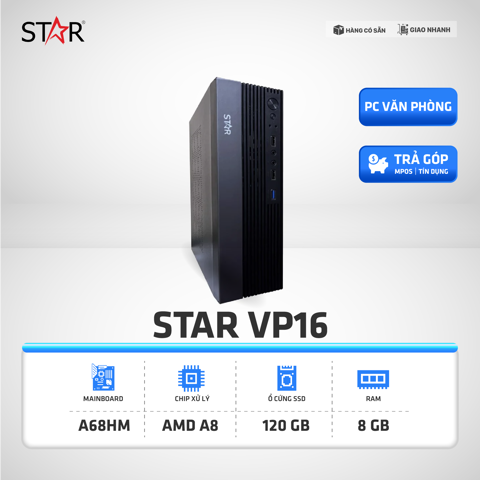 STAR
HÀNG CÓ SẴN
GIAO NHANH
PC VĂN PHÒNG
TRẢ GÓP
MPOS | TÍN DỤNG
STAR
STAR VP16
MAINBOARD
CHIP XỬ LÝ
Ổ CỨNG SSD
RAM
A68HM
AMD A8
120 GB
8 GB